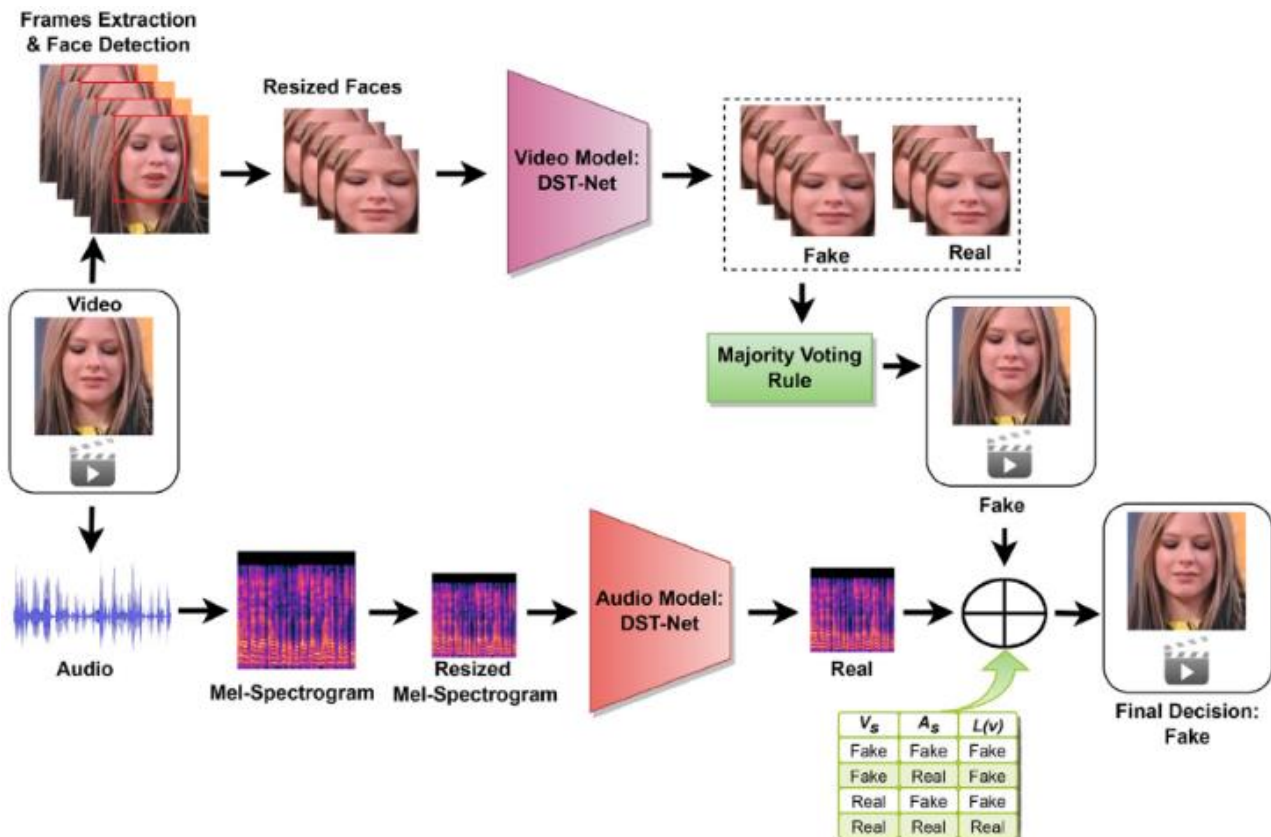 Frames Extraction
& Face Detection
Resized Faces
Video Model:
DST-Net
Fake
Real
Video
Majority Voting
Rule
Fake
Audio
Mel-Spectrogram
Resized
Mel-Spectrogram
Audio Model:
DST-Net
Real
Final Decision:
Fake
Vs As L(v)
Fake Fake Fake
Fake Real Fake
Real Fake Fake
Real Real Real